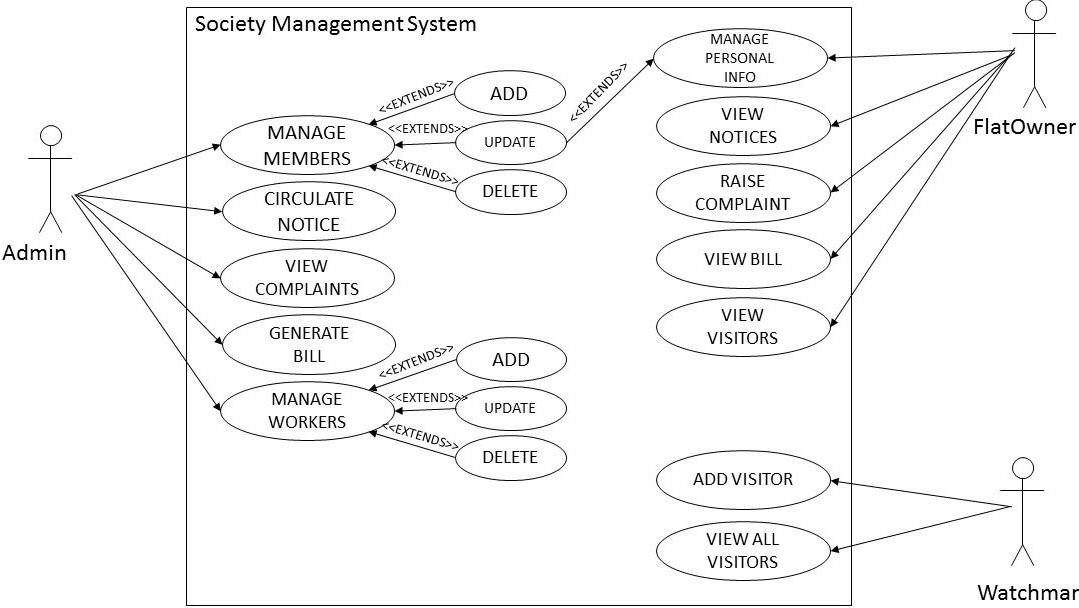 Society Management System
Admin
MANAGE
MEMBERS
<<EXTENDS>>
ADD
<<EXTENDS>>
UPDATE
<<EXTENDS>>
DELETE
<<EXTENDS>>
CIRCULATE
NOTICE
VIEW
COMPLAINTS
GENERATE
BILL
MANAGE
WORKERS
<<EXTENDS>>
ADD
<<EXTENDS>>
UPDATE
<<EXTENDS>>
DELETE
MANAGE
PERSONAL
INFO
VIEW
NOTICES
RAISE
COMPLAINT
VIEW BILL
VIEW
VISITORS
FlatOwner
ADD VISITOR
VIEW ALL
VISITORS
Watchman